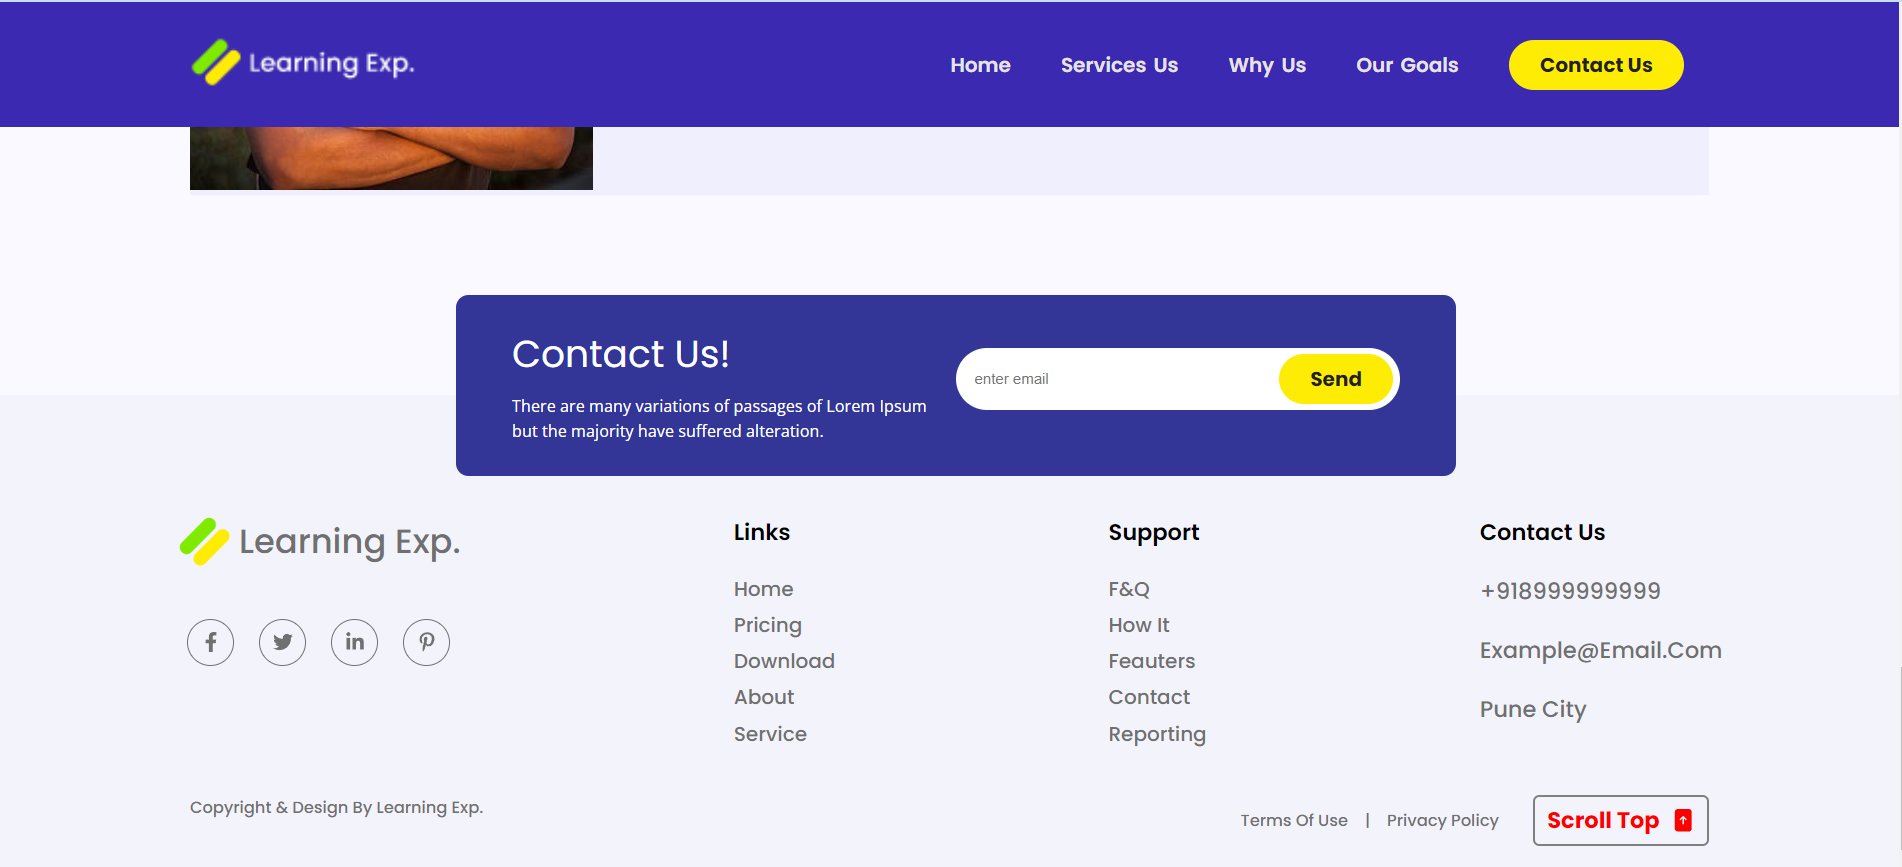 Learning Exp.
Home
Services Us
Why Us
Our Goals
Contact Us
Contact Us!
There are many variations of passages of Lorem Ipsum
but the majority have suffered alteration.
enter email
Send
Learning Exp.
Links
Home
Pricing
Download
About
Service
Support
F&Q
How It
Feauters
Contact
Reporting
Contact Us
+918999999999
Example@Email.Com
Pune City
Copyright & Design By Learning Exp.
Terms Of Use | Privacy Policy
Scroll Top